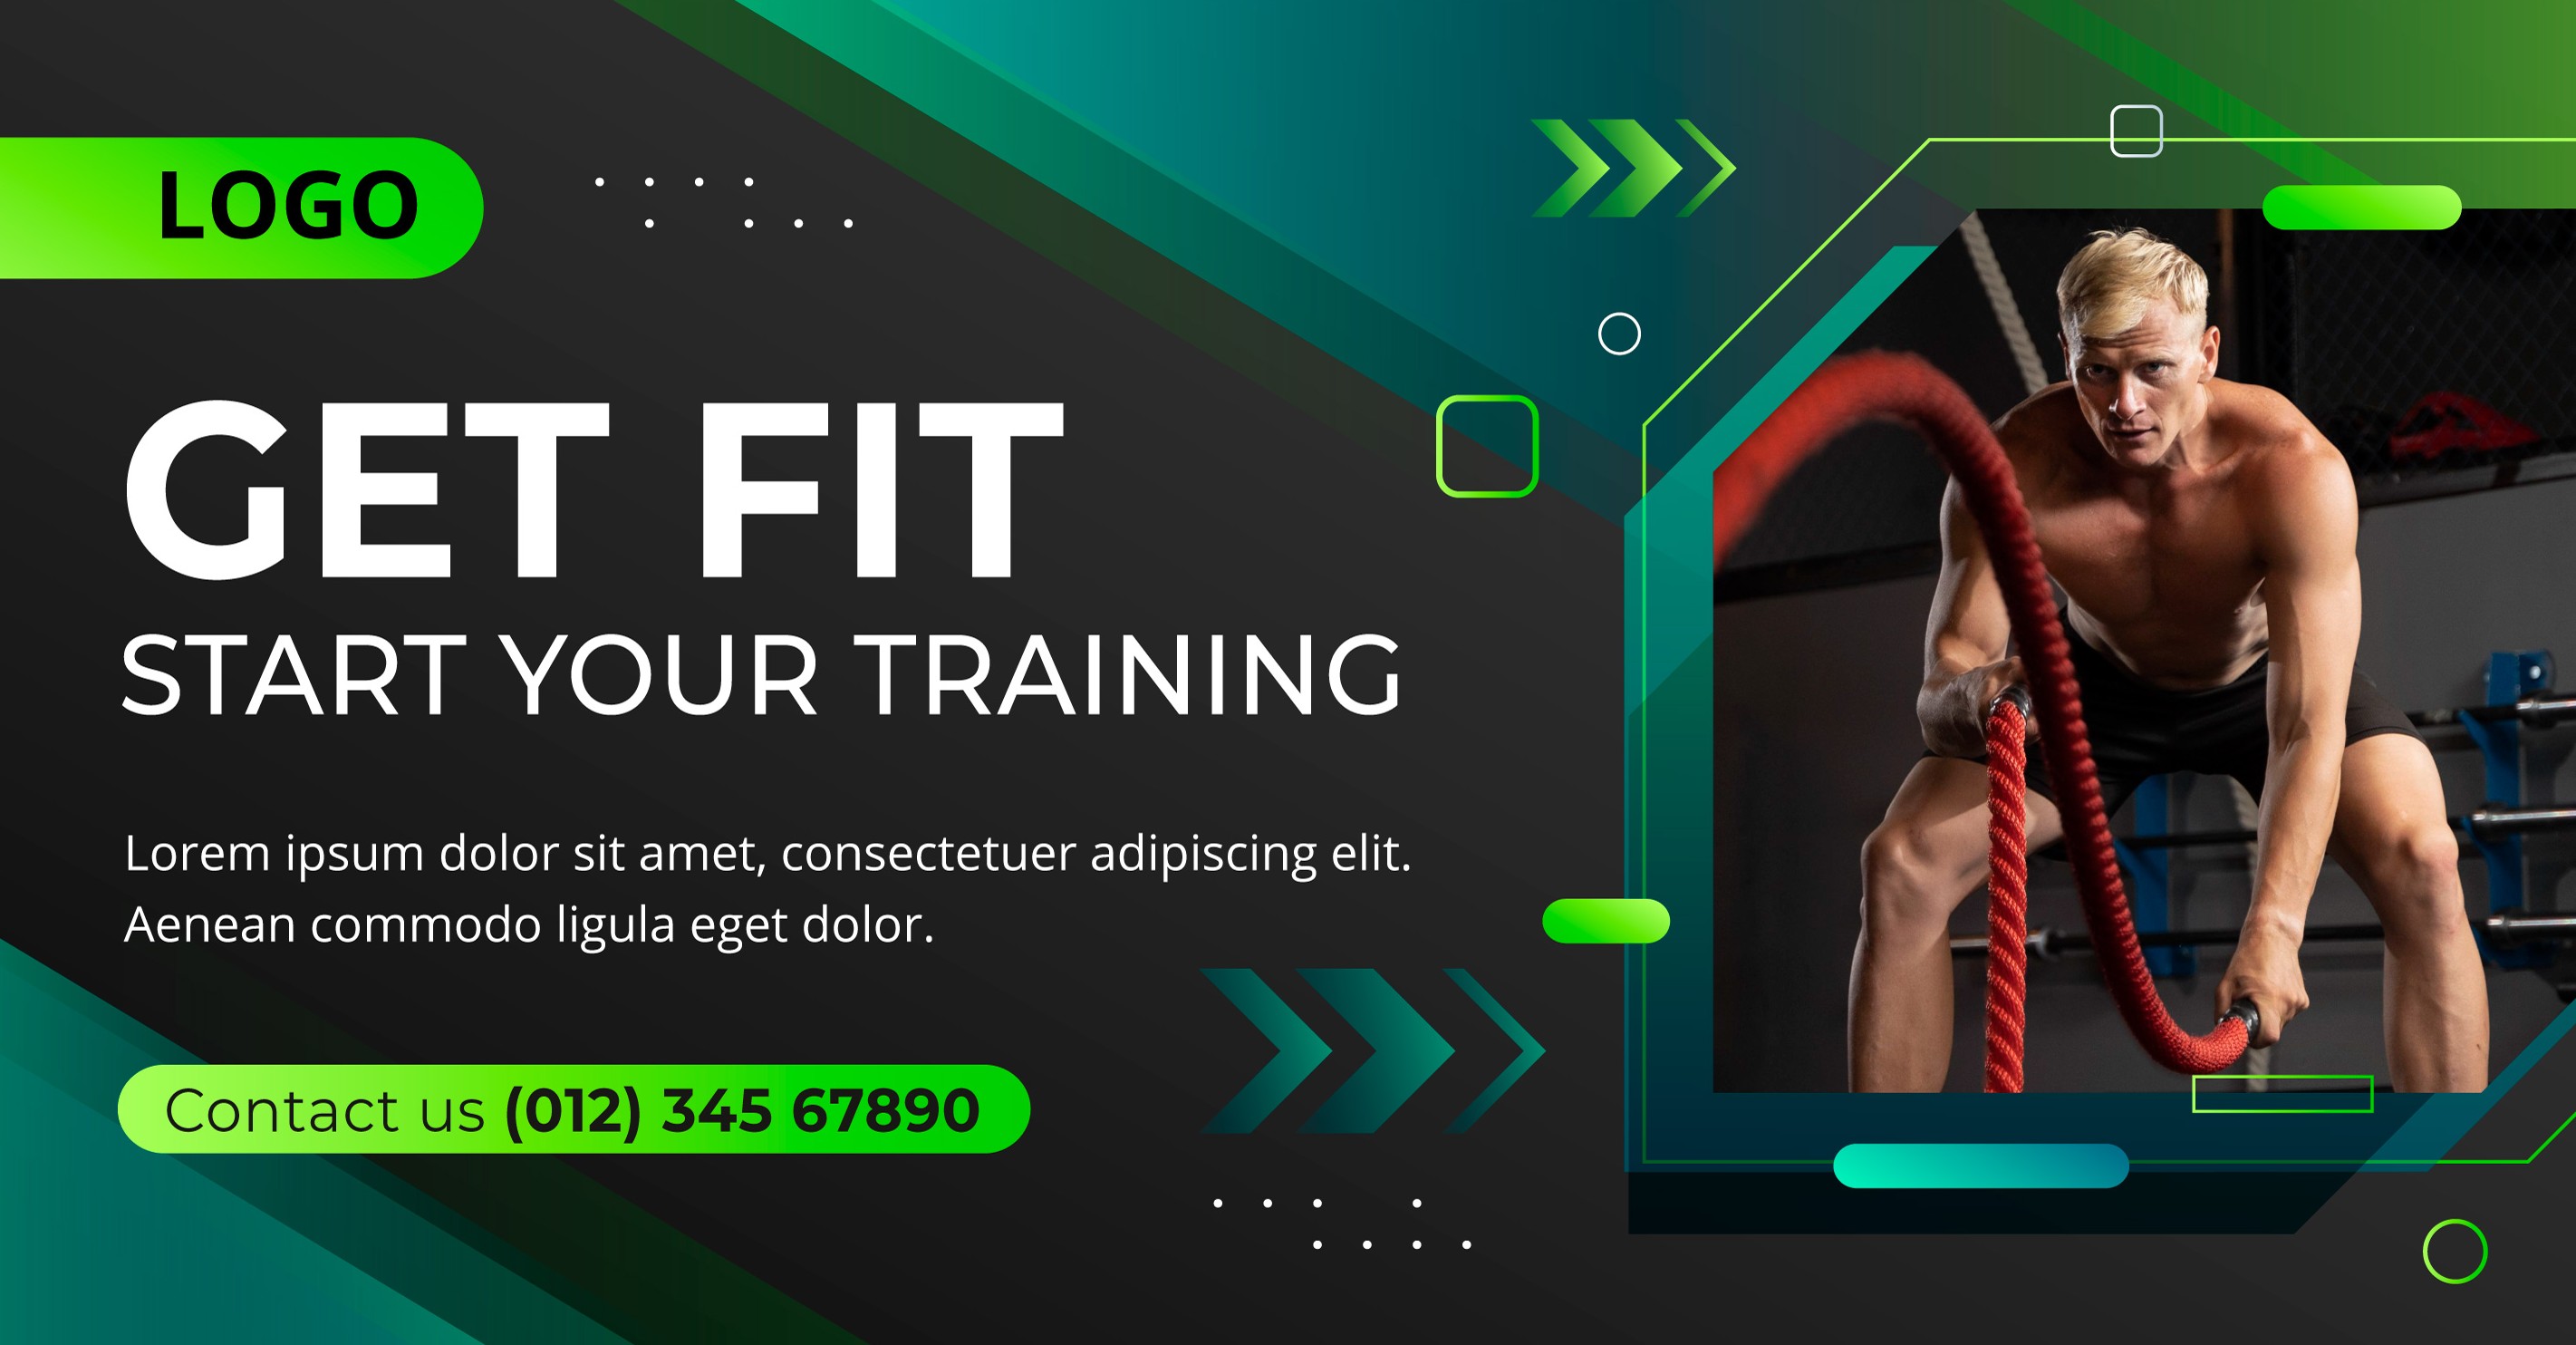 LOGO
GET FIT
START YOUR TRAINING
Lorem ipsum dolor sit amet, consectetuer adipiscing elit.
Aenean commodo ligula eget dolor.
Contact us (012) 345 67890